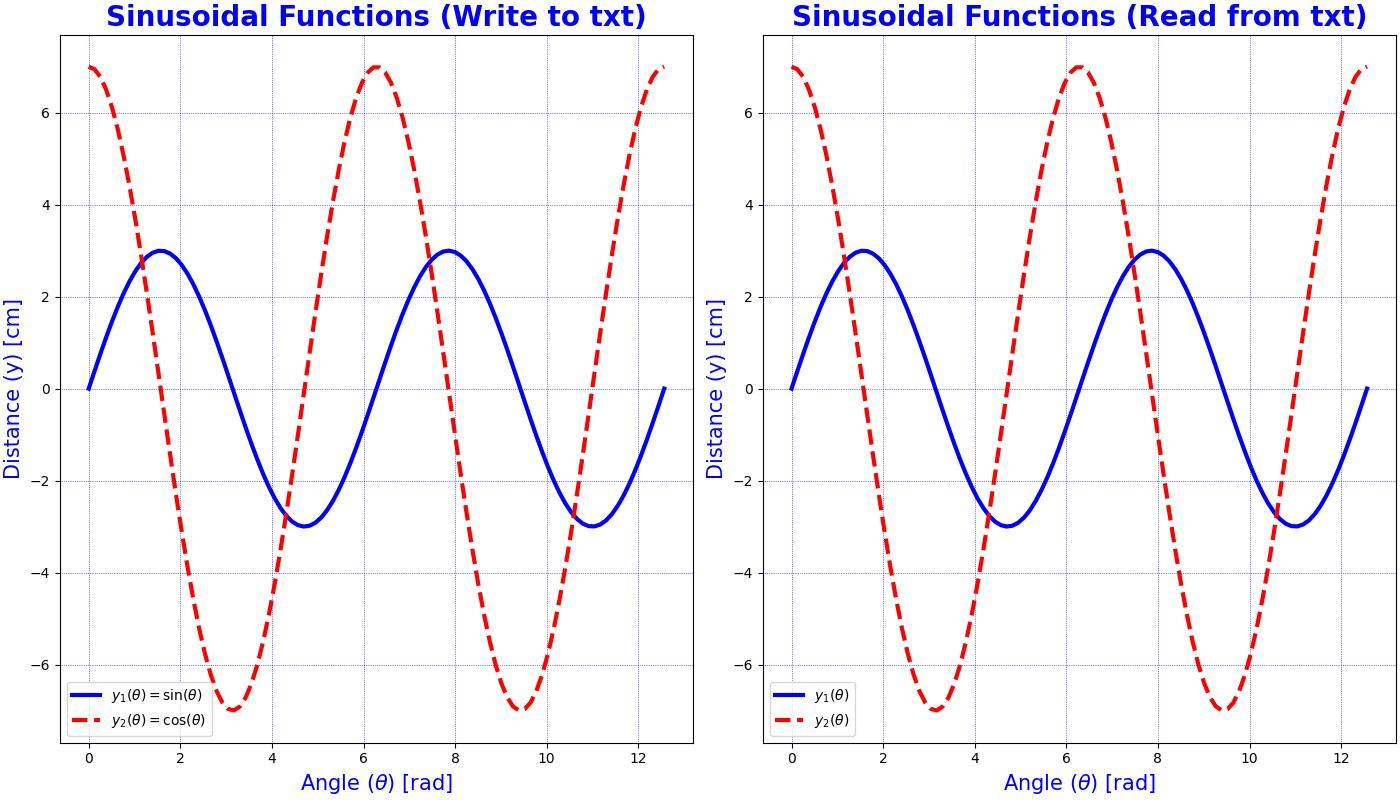 Sinusoidal Functions (Write to txt)
Distance (y) [cm]
6
4
2
0
−2
−4
−6
y₁(θ) = sin(θ)
y₂(θ) = cos(θ)
0 2 4 6 8 10 12
Angle (θ) [rad]
Sinusoidal Functions (Read from txt)
Distance (y) [cm]
6
4
2
0
−2
−4
−6
y₁(θ)
y₂(θ)
0 2 4 6 8 10 12
Angle (θ) [rad]